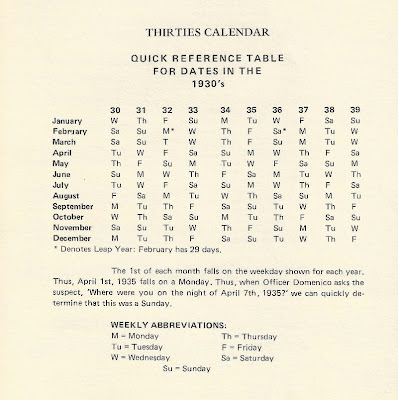 THIRTIES CALENDAR
QUICK REFERENCE TABLE
FOR DATES IN THE
1930's
30 31 32 33 34 35 36 37 38 39
January W Th F Su M Tu W F Sa Su
February Sa Su M* W Th F Sa* M Tu W
March Sa Su T W Th F Su M Tu W
April Tu W F Sa Su M W Th F Sa
May Th F Su M Tu W F Sa Su M
June Su M W Th F Sa M Tu W Th
July Tu W F Sa Su M W Th F Sa
August F Sa M Tu W Th Sa Su M Tu
September M Tu Th F Sa Su Tu W Th F
October W Th Sa Su M Tu Th F Sa Su
November Sa Su Tu W Th F Su M Tu W
December M Tu Th F Sa Su Tu W Th F
* Denotes Leap Year: February has 29 days.
The 1st of each month falls on the weekday shown for each year.
Thus, April 1st, 1935 falls on a Monday. Thus, when Officer Domenico asks the
suspect, 'Where were you on the night of April 7th, 1935?' we can quickly de-
termine that this was a Sunday.
WEEKLY ABBREVIATIONS:
M = Monday Th = Thursday
Tu = Tuesday F = Friday
W = Wednesday Sa = Saturday
Su = Sunday